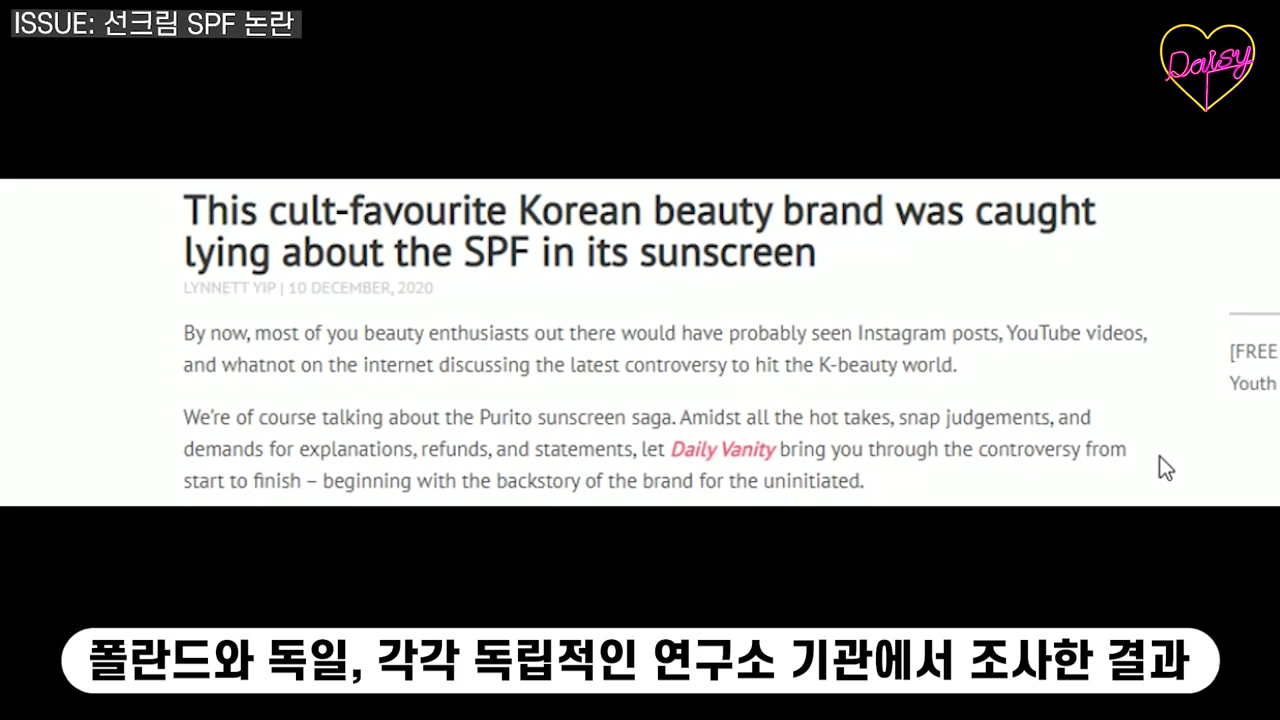 ISSUE: 선크림 SPF 논란
Daisy
This cult-favourite Korean beauty brand was caught
lying about the SPF in its sunscreen
LYNNETT YIP | 10 DECEMBER, 2020
By now, most of you beauty enthusiasts out there would have probably seen Instagram posts, YouTube videos,
and whatnot on the internet discussing the latest controversy to hit the K-beauty world.
[FREE
Youth
We're of course talking about the Purito sunscreen saga. Amidst all the hot takes, snap judgements, and
demands for explanations, refunds, and statements, let Daily Vanity bring you through the controversy from
start to finish – beginning with the backstory of the brand for the uninitiated.
폴란드와 독일, 각각 독립적인 연구소 기관에서 조사한 결과